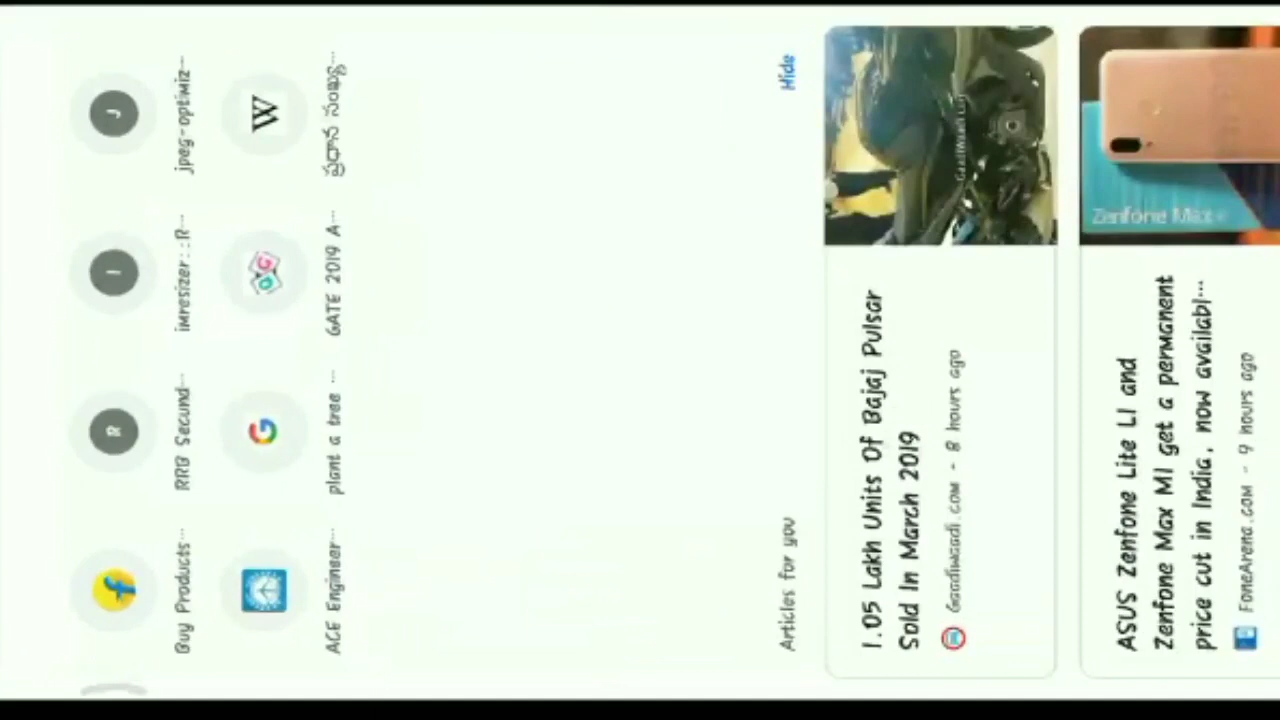 Buy Products…
RRB Secund…
imresizer::R…
jpeg-optimiz…
ACE Engineer…
plant a tree …
GATE 2019 A…
ప్రధాన సంఖ్య…
Articles for you
Hide
1.05 Lakh Units Of Bajaj Pulsar
Sold In March 2019
Gaadiwaadi.com - 8 hours ago
ASUS Zenfone Lite L1 and
Zenfone Max M1 get a permanent
price cut in India, now availabl…
FoneArena.com - 9 hours ago
R
I
J
G
W
Zenfone Max